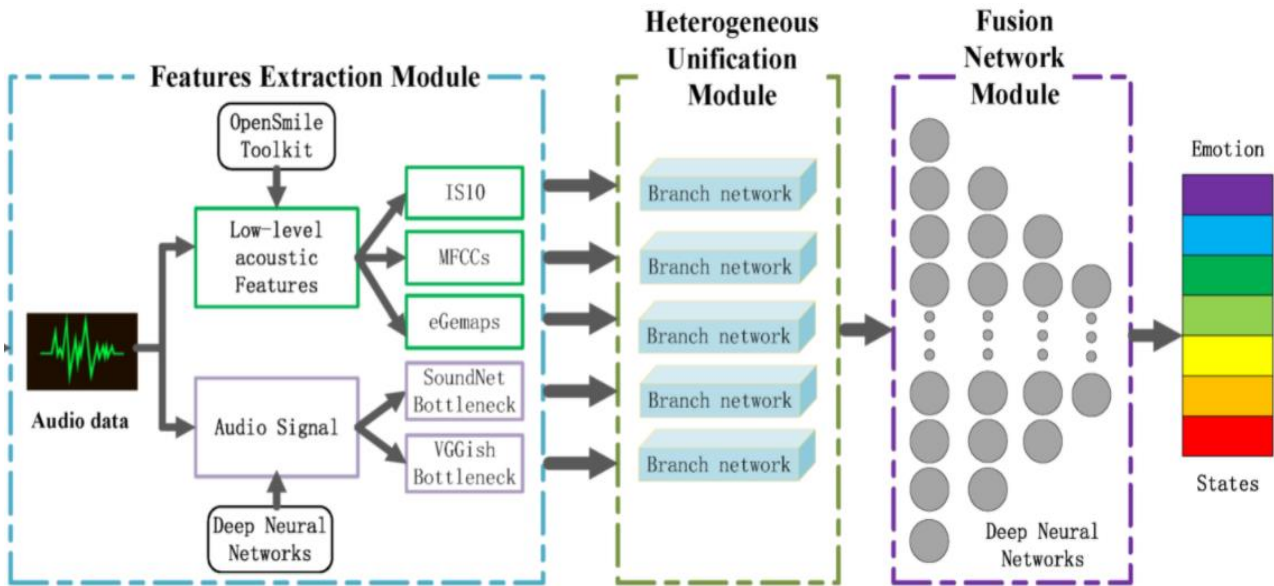 Features Extraction Module
OpenSmile
Toolkit
Low-level
acoustic
Features
IS10
MFCCs
eGemaps
Audio data
Audio Signal
SoundNet
Bottleneck
VGGish
Bottleneck
Deep Neural
Networks
Heterogeneous
Unification
Module
Branch network
Branch network
Branch network
Branch network
Branch network
Fusion
Network
Module
Deep Neural
Networks
Emotion
States